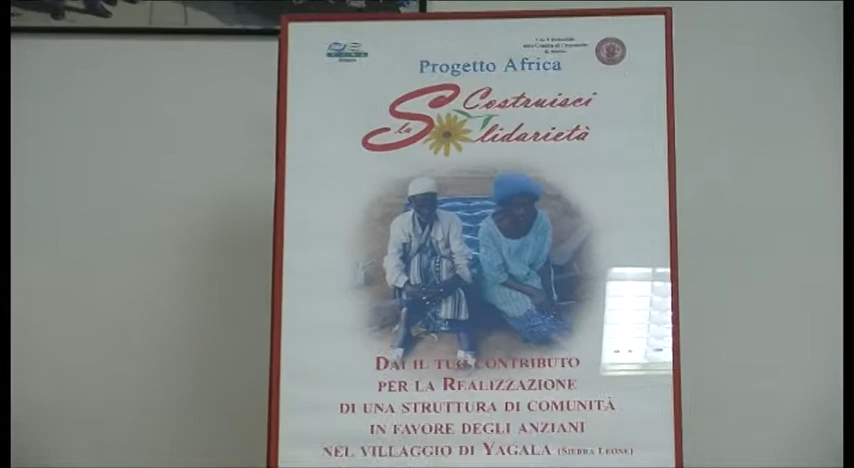 Progetto Africa
Costruisci
la Solidarietà
DAI IL TUO CONTRIBUTO
PER LA REALIZZAZIONE
DI UNA STRUTTURA DI COMUNITÀ
IN FAVORE DEGLI ANZIANI
NEL VILLAGGIO DI YAGALA (SIERRA LEONE)